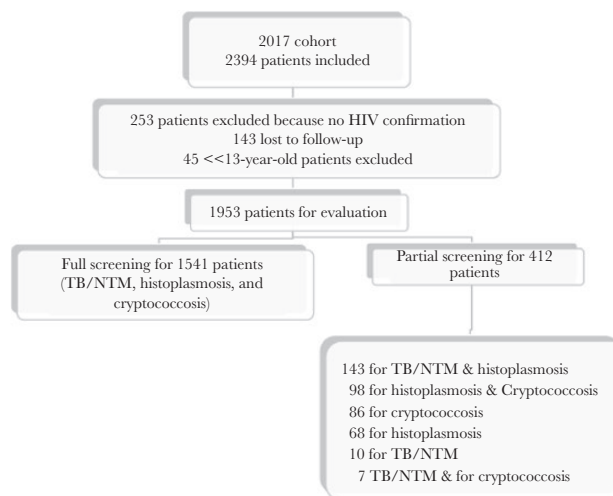 2017 cohort
2394 patients included
253 patients excluded because no HIV confirmation
143 lost to follow-up
45 <<13-year-old patients excluded
1953 patients for evaluation
Full screening for 1541 patients
(TB/NTM, histoplasmosis, and
cryptococcosis)
Partial screening for 412
patients
143 for TB/NTM & histoplasmosis
98 for histoplasmosis & Cryptococcosis
86 for cryptococcosis
68 for histoplasmosis
10 for TB/NTM
7 TB/NTM & for cryptococcosis